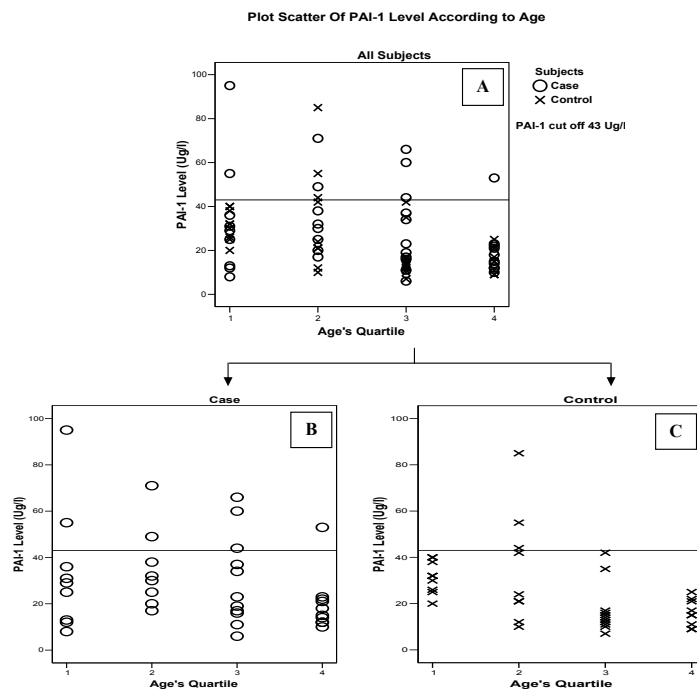 Plot Scatter Of PAI-1 Level According to Age
All Subjects
A
Subjects
Case
Control
PAI-1 cut off 43 Ug/l
PAI-1 Level (Ug/l)
100
80
60
40
20
0
1 2 3 4
Age's Quartile
Case
B
PAI-1 Level (Ug/l)
100
80
60
40
20
0
1 2 3 4
Age's Quartile
Control
C
PAI-1 Level (Ug/l)
100
80
60
40
20
0
1 2 3 4
Age's Quartile